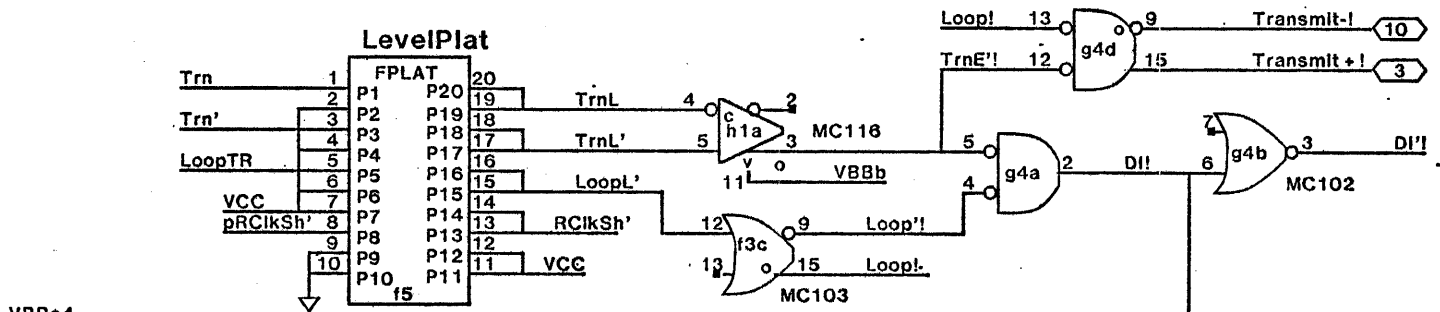 Loop! 13 9 Transmit-! 10
g4d
TrnE'! 12 15 Transmit+! 3
LevelPlat
FPLAT
Trn 1 P1 P20 20
2 P2 P19 19 TrnL 4 2
Trn' 3 P3 P18 18 c h1a MC116
4 P4 P17 17 TrnL' 5 3
LoopTR 5 P5 P16 16 v
6 P6 P15 15 LoopL' 11 VBBb
VCC 7 P7 P14 14
pRClkSh' 8 P8 P13 13 RClkSh'
9 P9 P12 12
10 P10 P11 11 VCC
f5
5 g4a 2 DI! 6 g4b 3 DI'!
4 7 MC102
12 f3c 9 Loop'!
13 15 Loop!
MC103